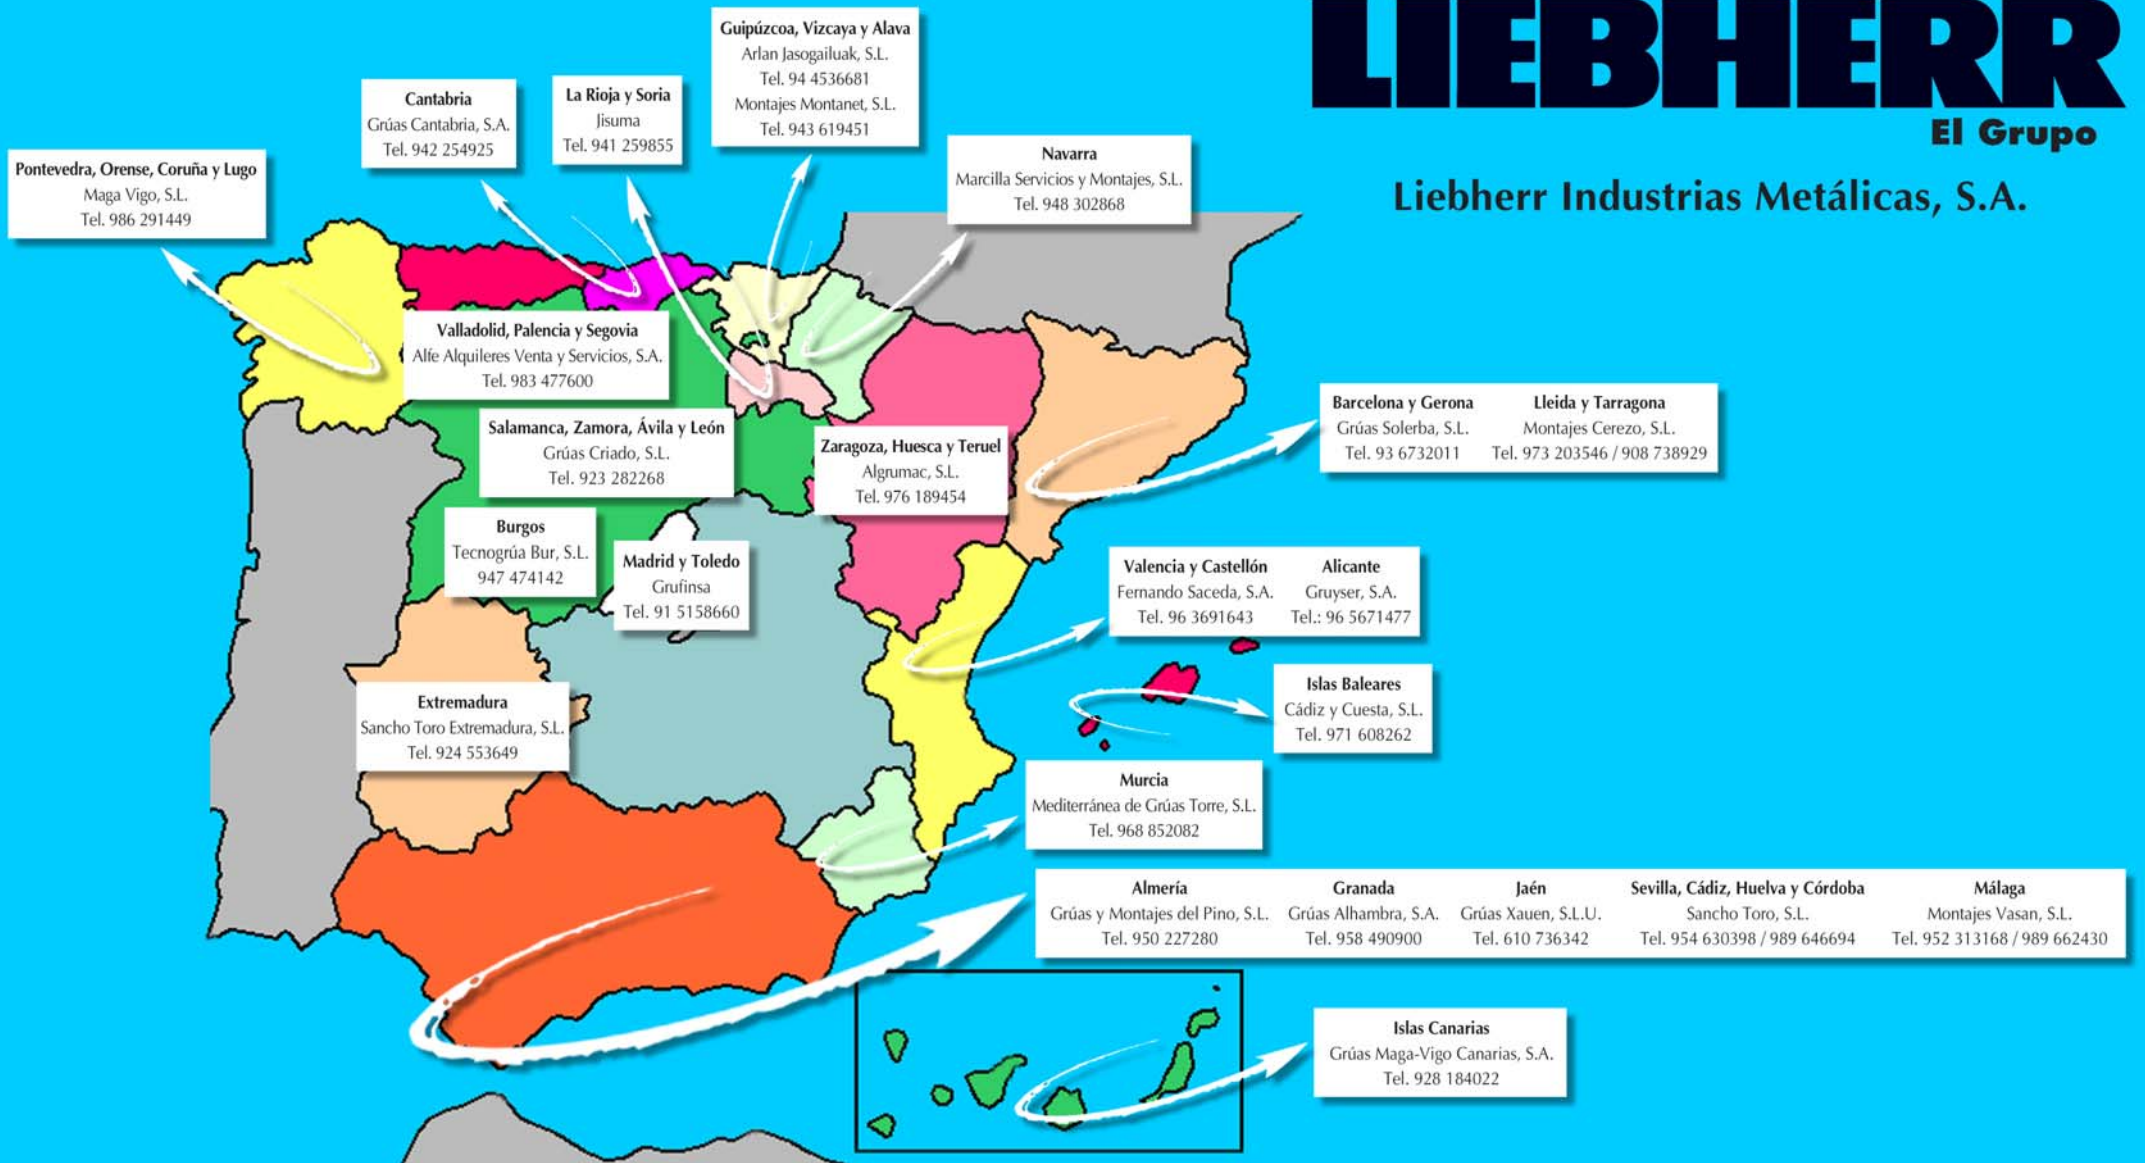 LIEBHERR
El Grupo
Liebherr Industrias Metálicas, S.A.
Guipúzcoa, Vizcaya y Alava
Arlan Jasogailuak, S.L.
Tel. 94 4536681
Montajes Montanet, S.L.
Tel. 943 619451
Cantabria
Grúas Cantabria, S.A.
Tel. 942 254925
La Rioja y Soria
Jisuma
Tel. 941 259855
Navarra
Marcilla Servicios y Montajes, S.L.
Tel. 948 302868
Pontevedra, Orense, Coruña y Lugo
Maga Vigo, S.L.
Tel. 986 291449
Valladolid, Palencia y Segovia
Alfe Alquileres Venta y Servicios, S.A.
Tel. 983 477600
Salamanca, Zamora, Ávila y León
Grúas Criado, S.L.
Tel. 923 282268
Zaragoza, Huesca y Teruel
Algrumac, S.L.
Tel. 976 189454
Barcelona y Gerona
Grúas Solerba, S.L.
Tel. 93 6732011
Lleida y Tarragona
Montajes Cerezo, S.L.
Tel. 973 203546 / 908 738929
Burgos
Tecnogrúa Bur, S.L.
947 474142
Madrid y Toledo
Grufinsa
Tel. 91 5158660
Valencia y Castellón
Fernando Saceda, S.A.
Tel. 96 3691643
Alicante
Gruyser, S.A.
Tel.: 96 5671477
Extremadura
Sancho Toro Extremadura, S.L.
Tel. 924 553649
Islas Baleares
Cádiz y Cuesta, S.L.
Tel. 971 608262
Murcia
Mediterránea de Grúas Torre, S.L.
Tel. 968 852082
Almería
Grúas y Montajes del Pino, S.L.
Tel. 950 227280
Granada
Grúas Alhambra, S.A.
Tel. 958 490900
Jaén
Grúas Xauen, S.L.U.
Tel. 610 736342
Sevilla, Cádiz, Huelva y Córdoba
Sancho Toro, S.L.
Tel. 954 630398 / 989 646694
Málaga
Montajes Vasan, S.L.
Tel. 952 313168 / 989 662430
Islas Canarias
Grúas Maga-Vigo Canarias, S.A.
Tel. 928 184022